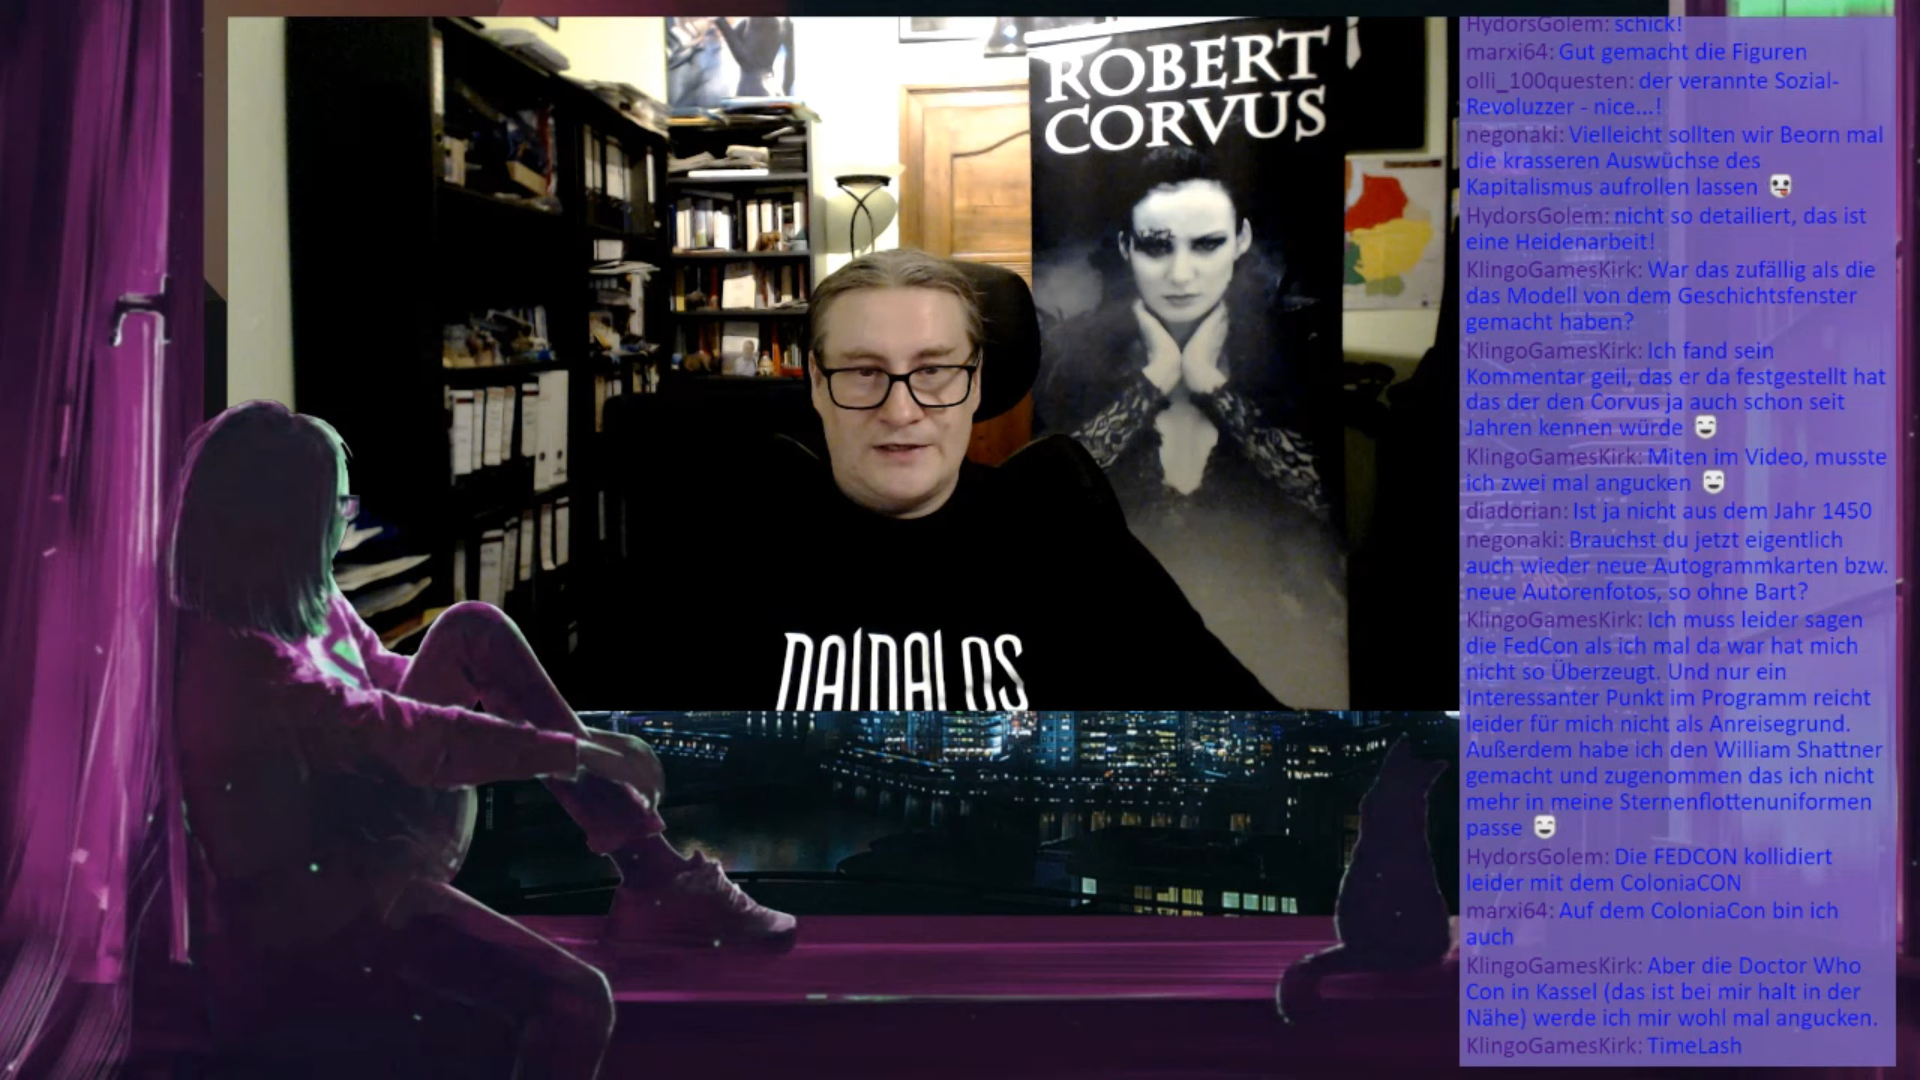 ROBERT
CORVUS
DAIDALOS
HydorsGolem: schick!
marxi64: Gut gemacht die Figuren
olli_100questen: der verannte Sozial-
Revoluzzer - nice...!
negonaki: Vielleicht sollten wir Beorn mal
die krasseren Auswüchse des
Kapitalismus aufrollen lassen
HydorsGolem: nicht so detailiert, das ist
eine Heidenarbeit!
KlingoGamesKirk: War das zufällig als die
das Modell von dem Geschichtsfenster
gemacht haben?
KlingoGamesKirk: Ich fand sein
Kommentar geil, das er da festgestellt hat
das der den Corvus ja auch schon seit
Jahren kennen würde
KlingoGamesKirk: Miten im Video, musste
ich zwei mal angucken
diadorian: Ist ja nicht aus dem Jahr 1450
negonaki: Brauchst du jetzt eigentlich
auch wieder neue Autogrammkarten bzw.
neue Autorenfotos, so ohne Bart?
KlingoGamesKirk: Ich muss leider sagen
die FedCon als ich mal da war hat mich
nicht so Überzeugt. Und nur ein
Interessanter Punkt im Programm reicht
leider für mich nicht als Anreisegrund.
Außerdem habe ich den William Shattner
gemacht und zugenommen das ich nicht
mehr in meine Sternenflottenuniformen
passe
HydorsGolem: Die FEDCON kollidiert
leider mit dem ColoniaCON
marxi64: Auf dem ColoniaCon bin ich
auch
KlingoGamesKirk: Aber die Doctor Who
Con in Kassel (das ist bei mir halt in der
Nähe) werde ich mir wohl mal angucken.
KlingoGamesKirk: TimeLash